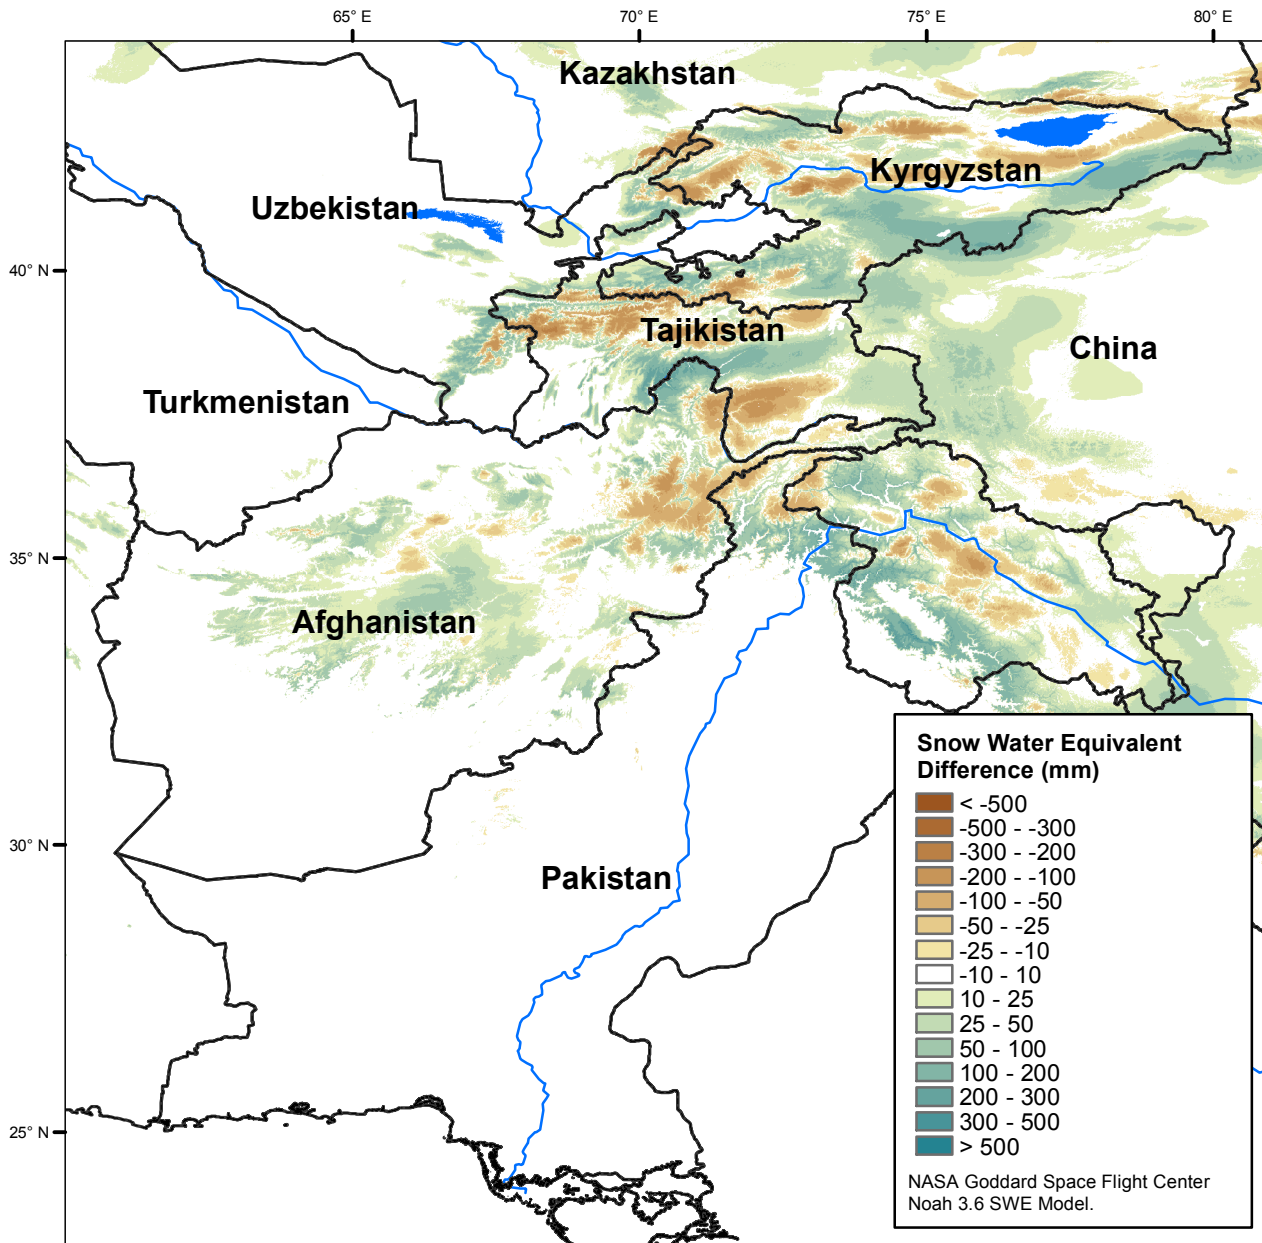 65° E
70° E
75° E
80° E
Kazakhstan
Kyrgyzstan
Uzbekistan
40° N
Tajikistan
China
Turkmenistan
35° N
Afghanistan
Snow Water Equivalent
Difference (mm)
< -500
-500 - -300
-300 - -200
-200 - -100
-100 - -50
-50 - -25
-25 - -10
-10 - 10
10 - 25
25 - 50
50 - 100
100 - 200
200 - 300
300 - 500
> 500
NASA Goddard Space Flight Center
Noah 3.6 SWE Model.
30° N
Pakistan
25° N